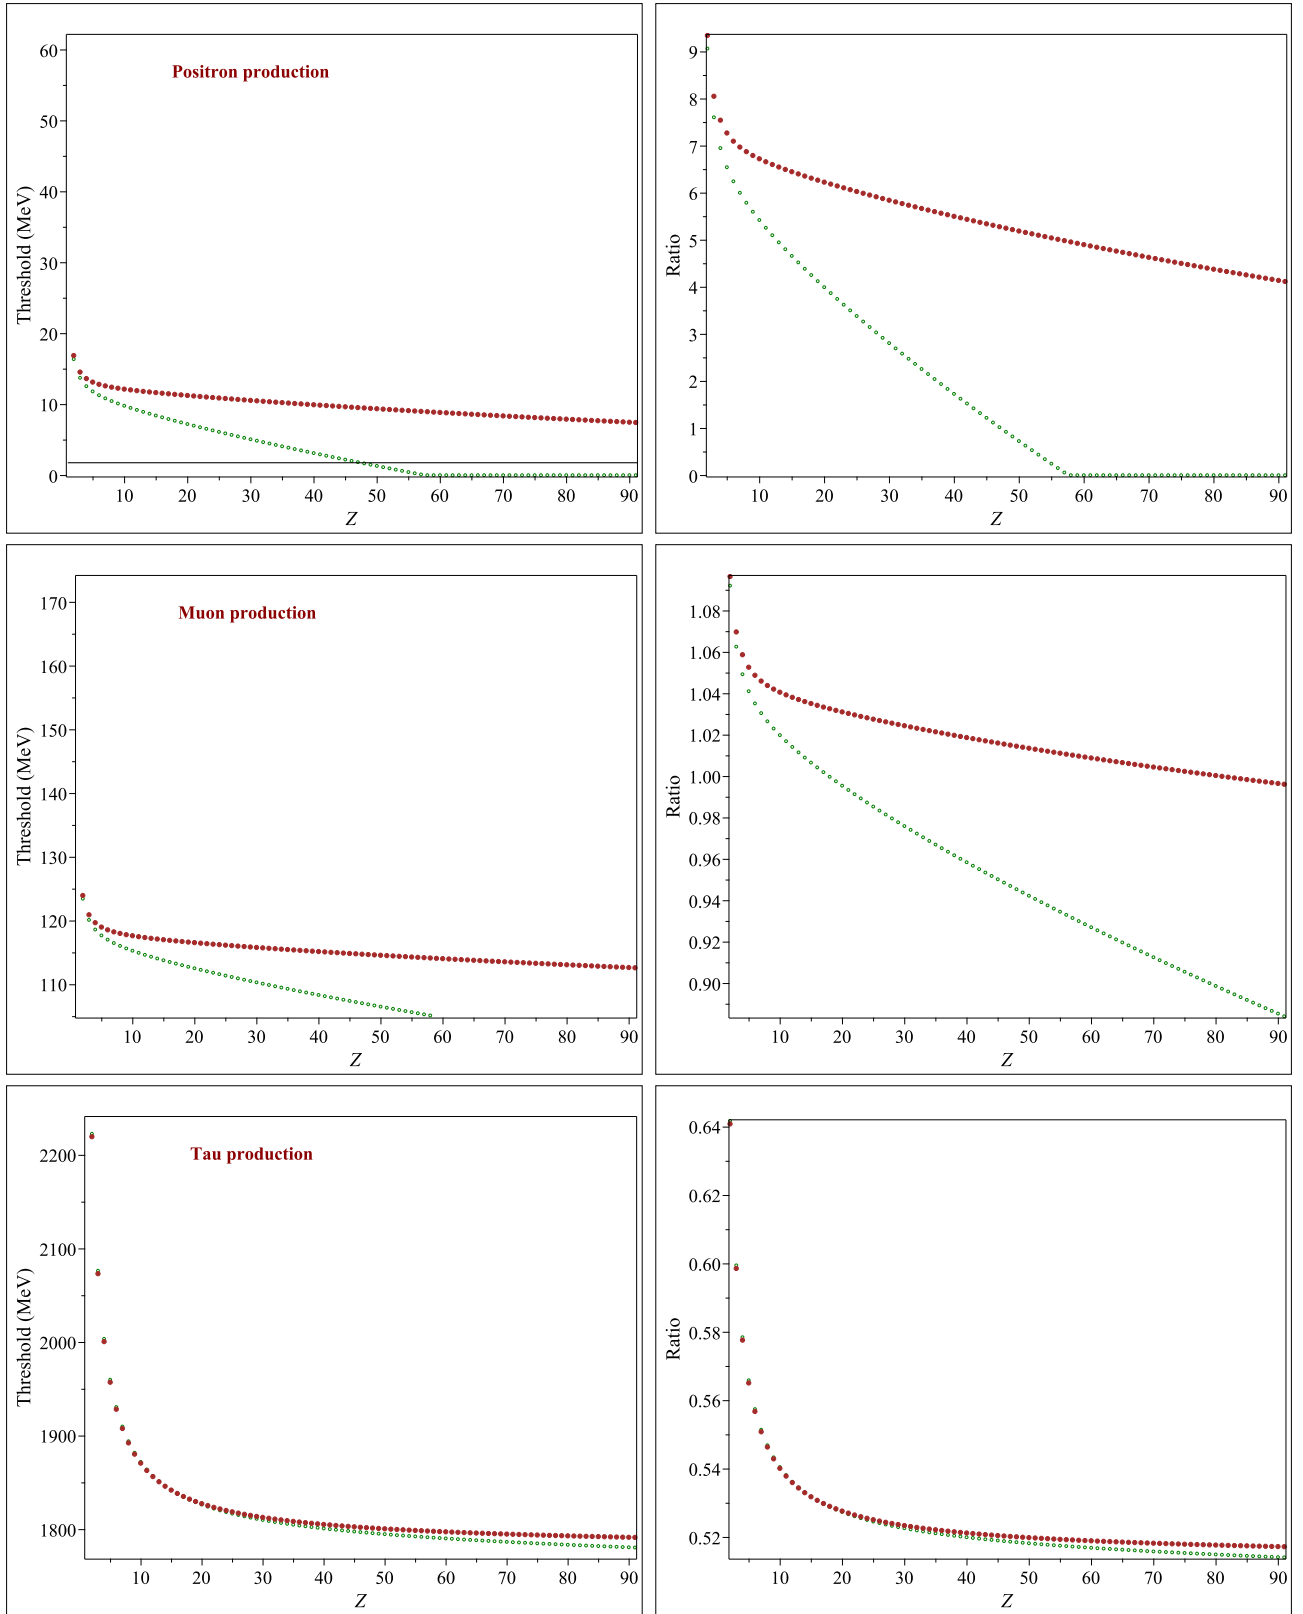 Positron production
Threshold (MeV)
60
50
40
30
20
10
0
10 20 30 40 50 60 70 80 90
Z
Ratio
9
8
7
6
5
4
3
2
1
0
10 20 30 40 50 60 70 80 90
Z
Muon production
Threshold (MeV)
170
160
150
140
130
120
110
10 20 30 40 50 60 70 80 90
Z
Ratio
1.08
1.06
1.04
1.02
1.00
0.98
0.96
0.94
0.92
0.90
10 20 30 40 50 60 70 80 90
Z
Tau production
Threshold (MeV)
2200
2100
2000
1900
1800
10 20 30 40 50 60 70 80 90
Z
Ratio
0.64
0.62
0.60
0.58
0.56
0.54
0.52
10 20 30 40 50 60 70 80 90
Z